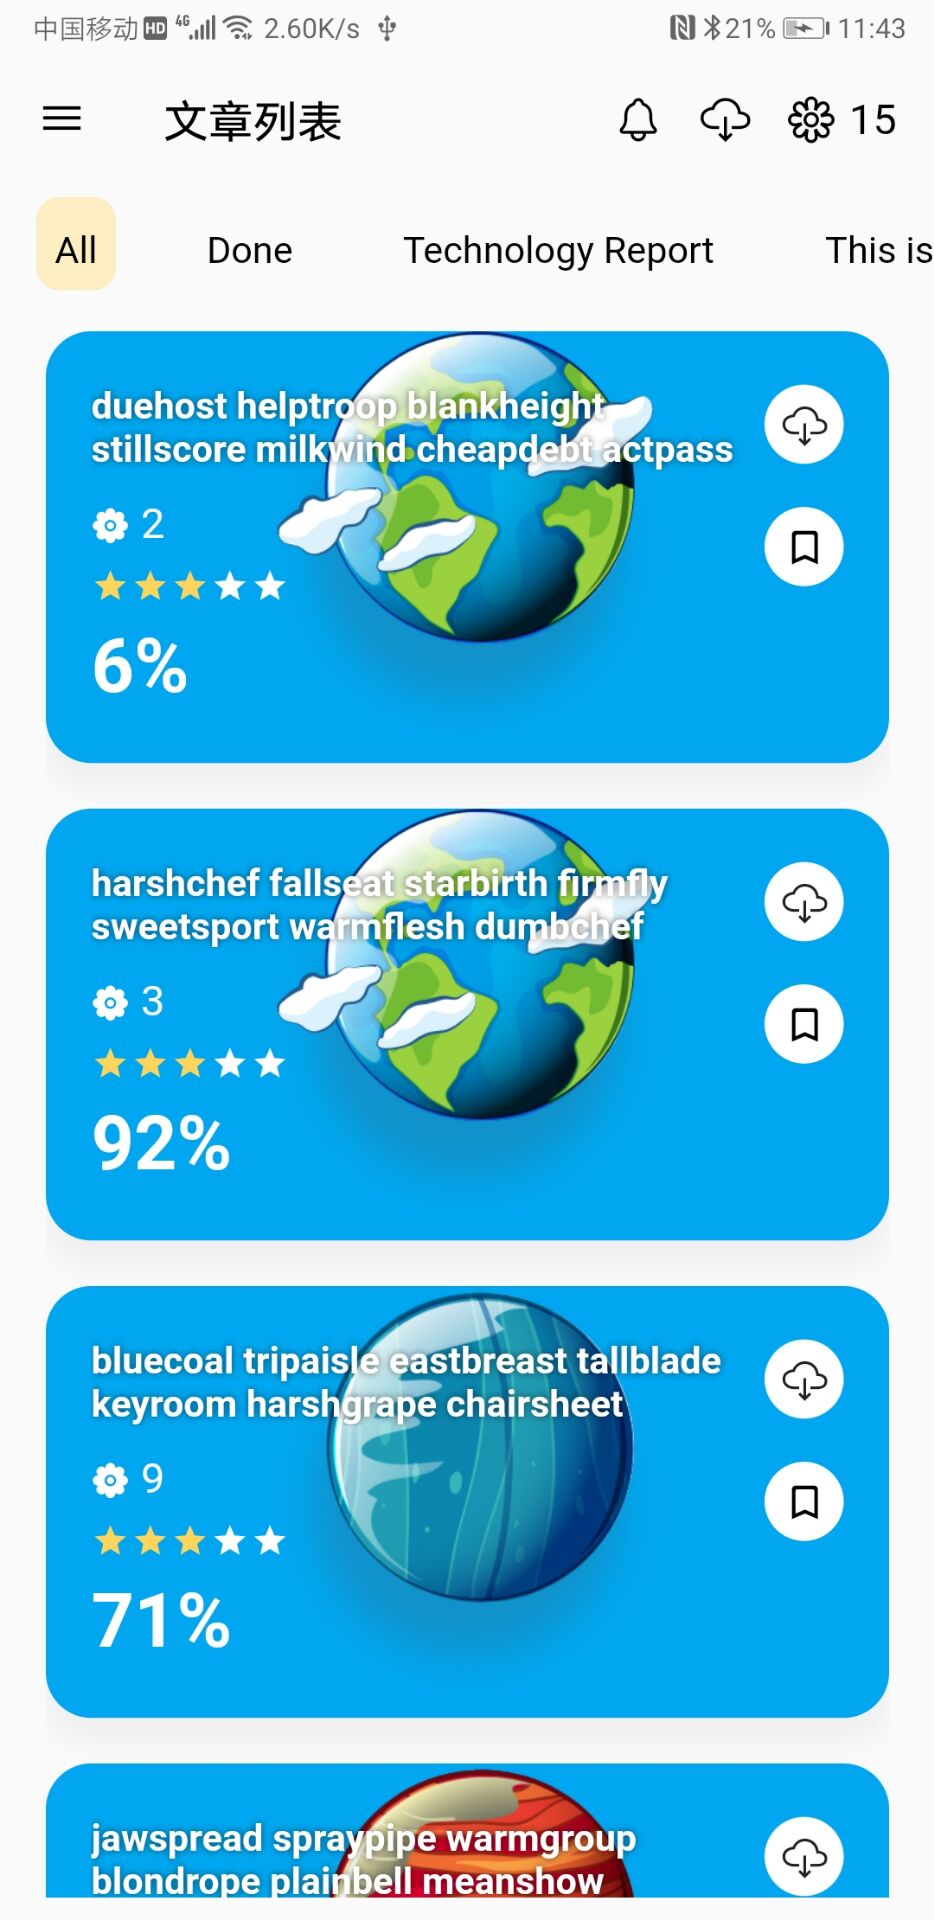 中国移动 HD 4G 2.60K/s 21% 11:43
文章列表 15
All Done Technology Report This is
duehost helptroop blankheight
stillscore milkwind cheapdebt actpass
2
6%
harshchef fallseat starbirth firmfly
sweetsport warmflesh dumbchef
3
92%
bluecoal tripaisle eastbreast tallblade
keyroom harshgrape chairsheet
9
71%
jawspread spraypipe warmgroup
blondrope plainbell meanshow